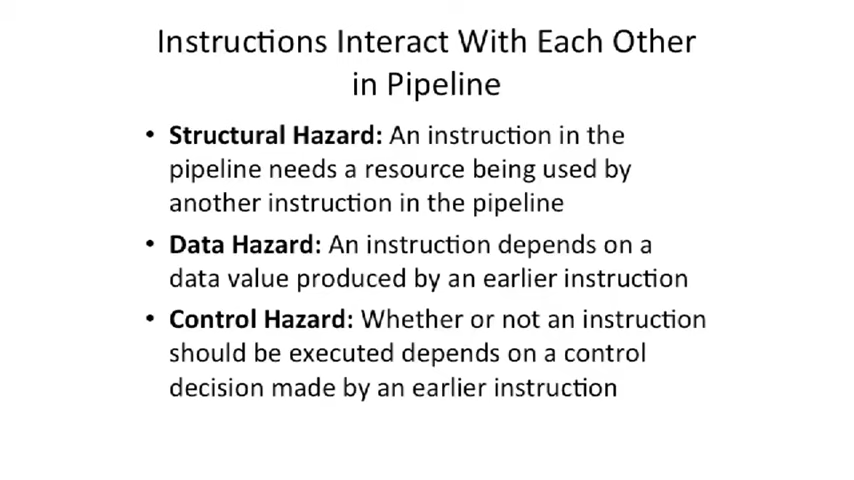 Instructions Interact With Each Other
in Pipeline
• Structural Hazard: An instruction in the
pipeline needs a resource being used by
another instruction in the pipeline
• Data Hazard: An instruction depends on a
data value produced by an earlier instruction
• Control Hazard: Whether or not an instruction
should be executed depends on a control
decision made by an earlier instruction